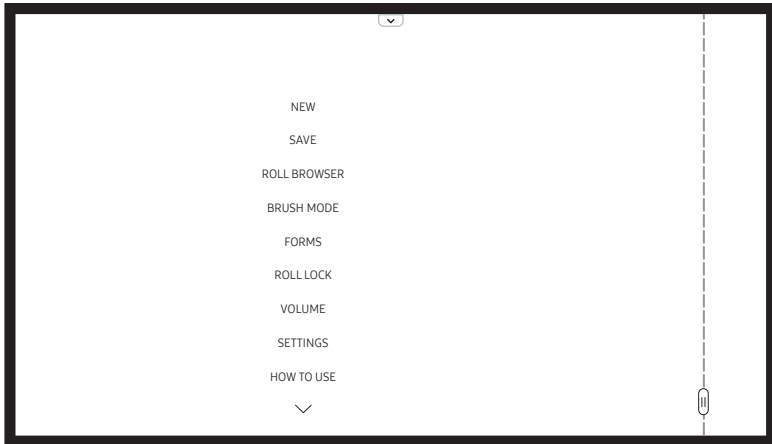 NEW
SAVE
ROLL BROWSER
BRUSH MODE
FORMS
ROLL LOCK
VOLUME
SETTINGS
HOW TO USE